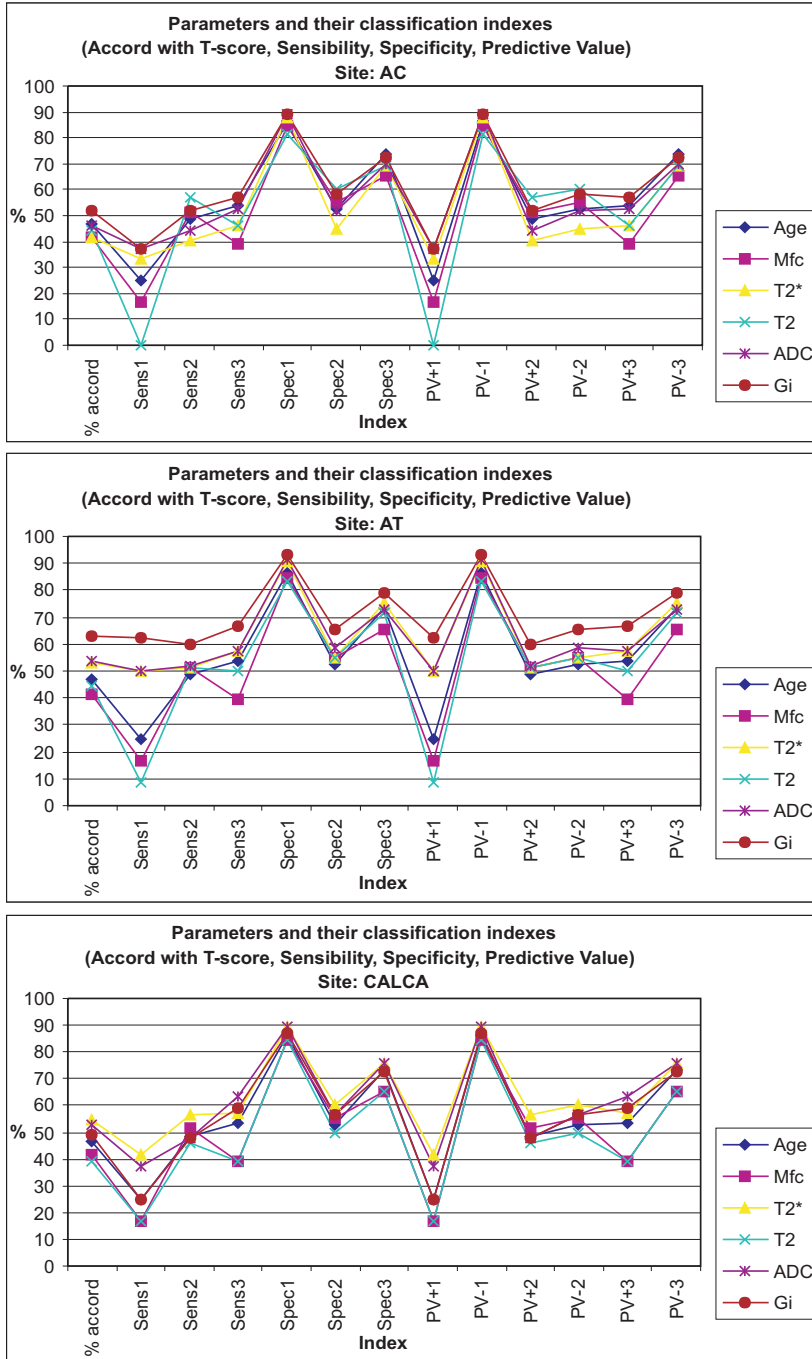 Parameters and their classification indexes
(Accord with T-score, Sensibility, Specificity, Predictive Value)
Site: AC
100
90
80
70
60
50
40
30
20
10
0
%
% accord
Sens1
Sens2
Sens3
Spec1
Spec2
Spec3
PV+1
PV-1
PV+2
PV-2
PV+3
PV-3
Index
Age
Mfc
T2*
T2
ADC
Gi
Parameters and their classification indexes
(Accord with T-score, Sensibility, Specificity, Predictive Value)
Site: AT
100
90
80
70
60
50
40
30
20
10
0
%
% accord
Sens1
Sens2
Sens3
Spec1
Spec2
Spec3
PV+1
PV-1
PV+2
PV-2
PV+3
PV-3
Index
Age
Mfc
T2*
T2
ADC
Gi
Parameters and their classification indexes
(Accord with T-score, Sensibility, Specificity, Predictive Value)
Site: CALCA
100
90
80
70
60
50
40
30
20
10
0
%
% accord
Sens1
Sens2
Sens3
Spec1
Spec2
Spec3
PV+1
PV-1
PV+2
PV-2
PV+3
PV-3
Index
Age
Mfc
T2*
T2
ADC
Gi